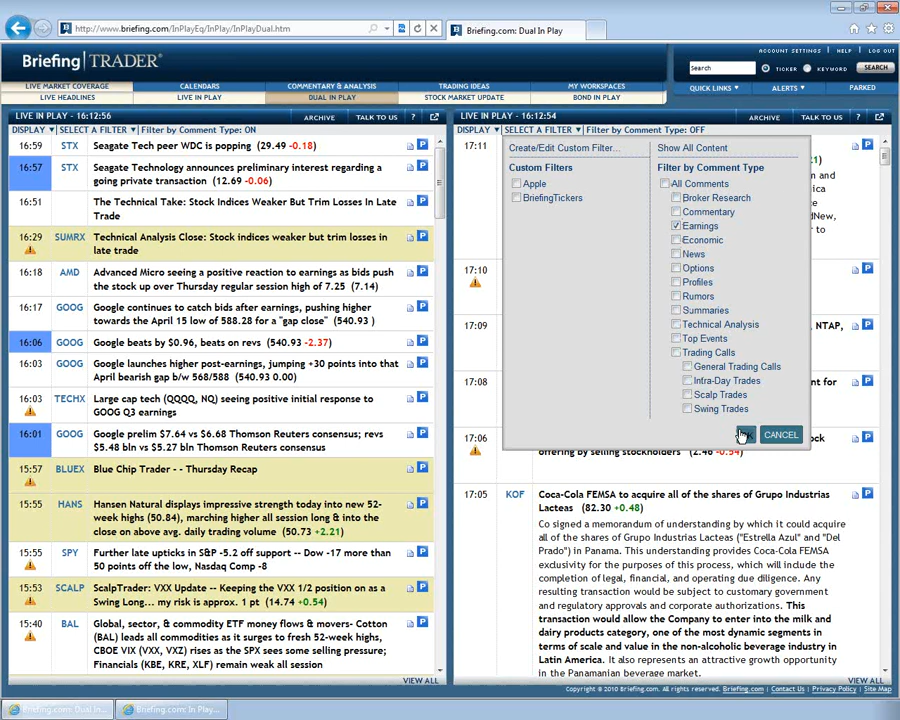 http://www.briefing.com/InPlayEq/InPlay/InPlayDual.htm
Briefing.com: Dual In Play
Briefing TRADER
ACCOUNT SETTINGS | HELP | LOG OUT
Search TICKER KEYWORD SEARCH
LIVE MARKET COVERAGE CALENDARS COMMENTARY & ANALYSIS TRADING IDEAS MY WORKSPACES
QUICK LINKS ALERTS PARKED
LIVE HEADLINES LIVE IN PLAY DUAL IN PLAY STOCK MARKET UPDATE BOND IN PLAY
LIVE IN PLAY - 16:12:56 ARCHIVE TALK TO US ?
DISPLAY SELECT A FILTER Filter by Comment Type: ON
16:59 STX Seagate Tech peer WDC is popping (29.49 -0.18)
16:57 STX Seagate Technology announces preliminary interest regarding a
going private transaction (12.69 -0.06)
16:51 The Technical Take: Stock Indices Weaker But Trim Losses In Late
Trade
16:29 SUMRX Technical Analysis Close: Stock indices weaker but trim losses in
late trade
16:18 AMD Advanced Micro seeing a positive reaction to earnings as bids push
the stock up over Thursday regular session high of 7.25 (7.14)
16:17 GOOG Google continues to catch bids after earnings, pushing higher
towards the April 15 low of 588.28 for a "gap close" (540.93 )
16:06 GOOG Google beats by $0.96, beats on revs (540.93 -2.37)
16:03 GOOG Google launches higher post-earnings, jumping +30 points into that
April bearish gap b/w 568/588 (540.93 0.00)
16:03 TECHX Large cap tech (QQQQ, NQ) seeing positive initial response to
GOOG Q3 earnings
16:01 GOOG Google prelim $7.64 vs $6.68 Thomson Reuters consensus; revs
$5.48 bln vs $5.27 bln Thomson Reuters consensus
15:57 BLUEX Blue Chip Trader - - Thursday Recap
15:55 HANS Hansen Natural displays impressive strength today into new 52-
week highs (50.84), marching higher all session long & into the
close on above avg. daily trading volume (50.73 +2.21)
15:55 SPY Further late upticks in S&P -5.2 off support -- Dow -17 more than
50 points off the low, Nasdaq Comp -8
15:53 SCALP ScalpTrader: VXX Update -- Keeping the VXX 1/2 position on as a
Swing Long... my risk is approx. 1 pt (14.74 +0.54)
15:40 BAL Global, sector, & commodity ETF money flows & movers- Cotton
(BAL) leads all commodities as it surges to fresh 52-week highs,
CBOE VIX (VXX, VXZ) rises as the SPX sees some selling pressure;
Financials (KBE, KRE, XLF) remain weak all session
VIEW ALL
LIVE IN PLAY - 16:12:54 ARCHIVE TALK TO US ?
DISPLAY SELECT A FILTER Filter by Comment Type: OFF
Create/Edit Custom Filter... Show All Content
Custom Filters
Apple
BriefingTickers
Filter by Comment Type
All Comments
Broker Research
Commentary
Earnings
Economic
News
Options
Profiles
Rumors
Summaries
Technical Analysis
Top Events
Trading Calls
General Trading Calls
Intra-Day Trades
Scalp Trades
Swing Trades
CANCEL
17:11
17:10
17:09 NTAP,
17:08 nt for
17:06 ock
offering by selling stockholders (2.46 -0.54)
17:05 KOF Coca-Cola FEMSA to acquire all of the shares of Grupo Industrias
Lacteas (82.30 +0.48)
Co signed a memorandum of understanding by which it could acquire
all of the shares of Grupo Industrias Lacteas ("Estrella Azul" and "Del
Prado") in Panama. This understanding provides Coca-Cola FEMSA
exclusivity for the purposes of this process, which will include the
completion of legal, financial, and operating due diligence. Any
resulting transaction would be subject to customary government
and regulatory approvals and corporate authorizations. This
transaction would allow the Company to enter into the milk and
dairy products category, one of the most dynamic segments in
terms of scale and value in the non-alcoholic beverage industry in
Latin America. It also represents an attractive growth opportunity
in the Panamanian beverage market.
VIEW ALL
Copyright © 2010 Briefing.com. All rights reserved. Briefing.com | Contact Us | Privacy Policy | Site Map
Briefing.com: Dual In...
Briefing.com: In Play...